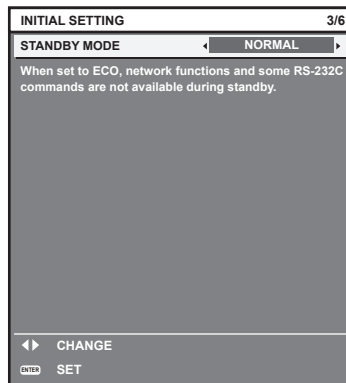 INITIAL SETTING 3/6
STANDBY MODE NORMAL
When set to ECO, network functions and some RS-232C
commands are not available during standby.
CHANGE
ENTER SET